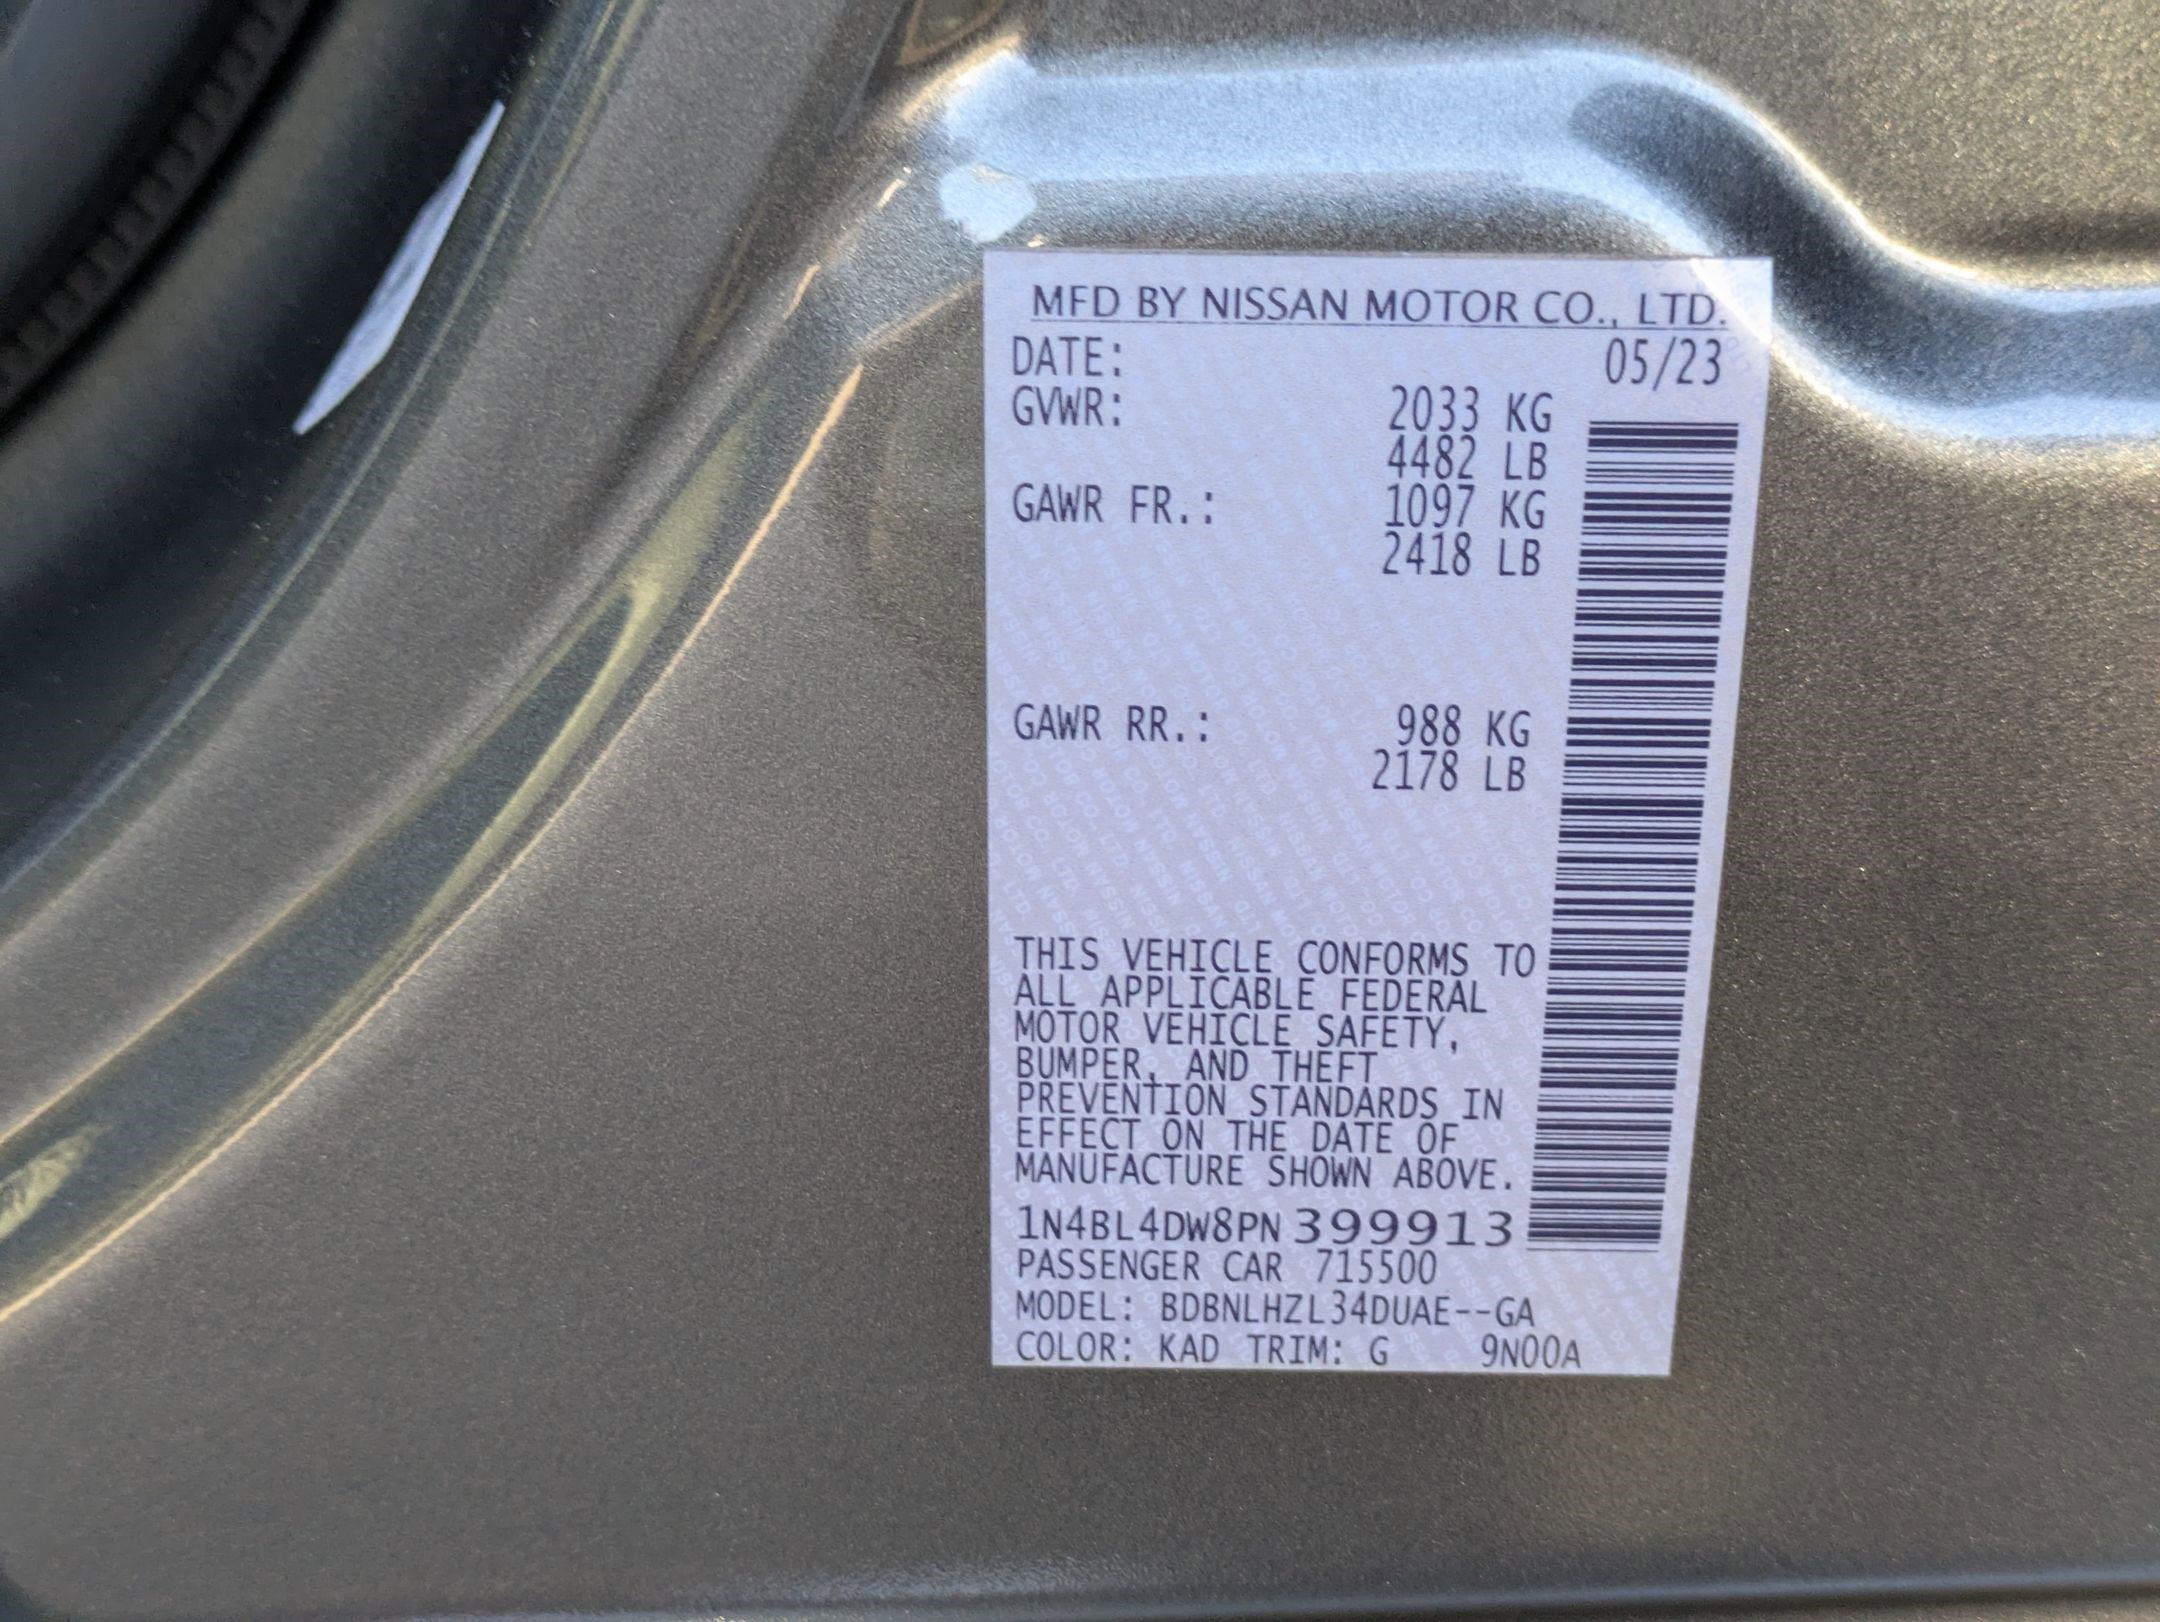 MFD BY NISSAN MOTOR CO., LTD.
DATE: 05/23
GVWR: 2033 KG
4482 LB
GAWR FR.: 1097 KG
2418 LB
GAWR RR.: 988 KG
2178 LB
THIS VEHICLE CONFORMS TO
ALL APPLICABLE FEDERAL
MOTOR VEHICLE SAFETY,
BUMPER, AND THEFT
PREVENTION STANDARDS IN
EFFECT ON THE DATE OF
MANUFACTURE SHOWN ABOVE.
1N4BL4DW8PN 399913
PASSENGER CAR 715500
MODEL: BDBNLHZL34DUAE--GA
COLOR: KAD TRIM: G 9N00A